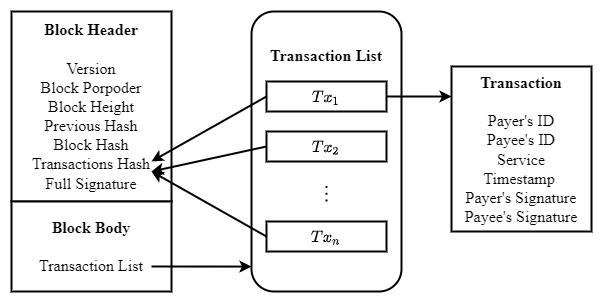 Block Header
Version
Block Porpoder
Block Height
Previous Hash
Block Hash
Transactions Hash
Full Signature
Block Body
Transaction List
Transaction List
Tx₁
Tx₂
⋮
Txₙ
Transaction
Payer's ID
Payee's ID
Service
Timestamp
Payer's Signature
Payee's Signature